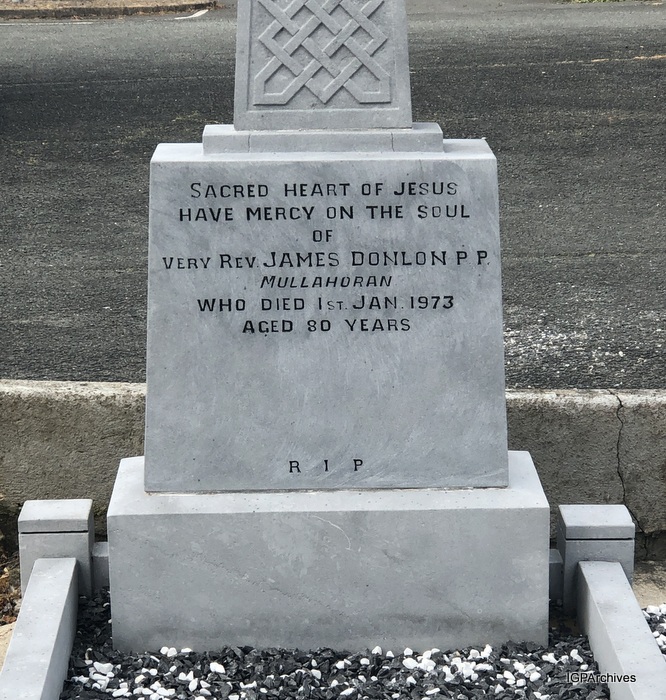 SACRED HEART OF JESUS
HAVE MERCY ON THE SOUL
OF
VERY REV. JAMES DONLON P P.
MULLAHORAN
WHO DIED 1ST. JAN. 1973
AGED 80 YEARS
R I P
IGPArchives